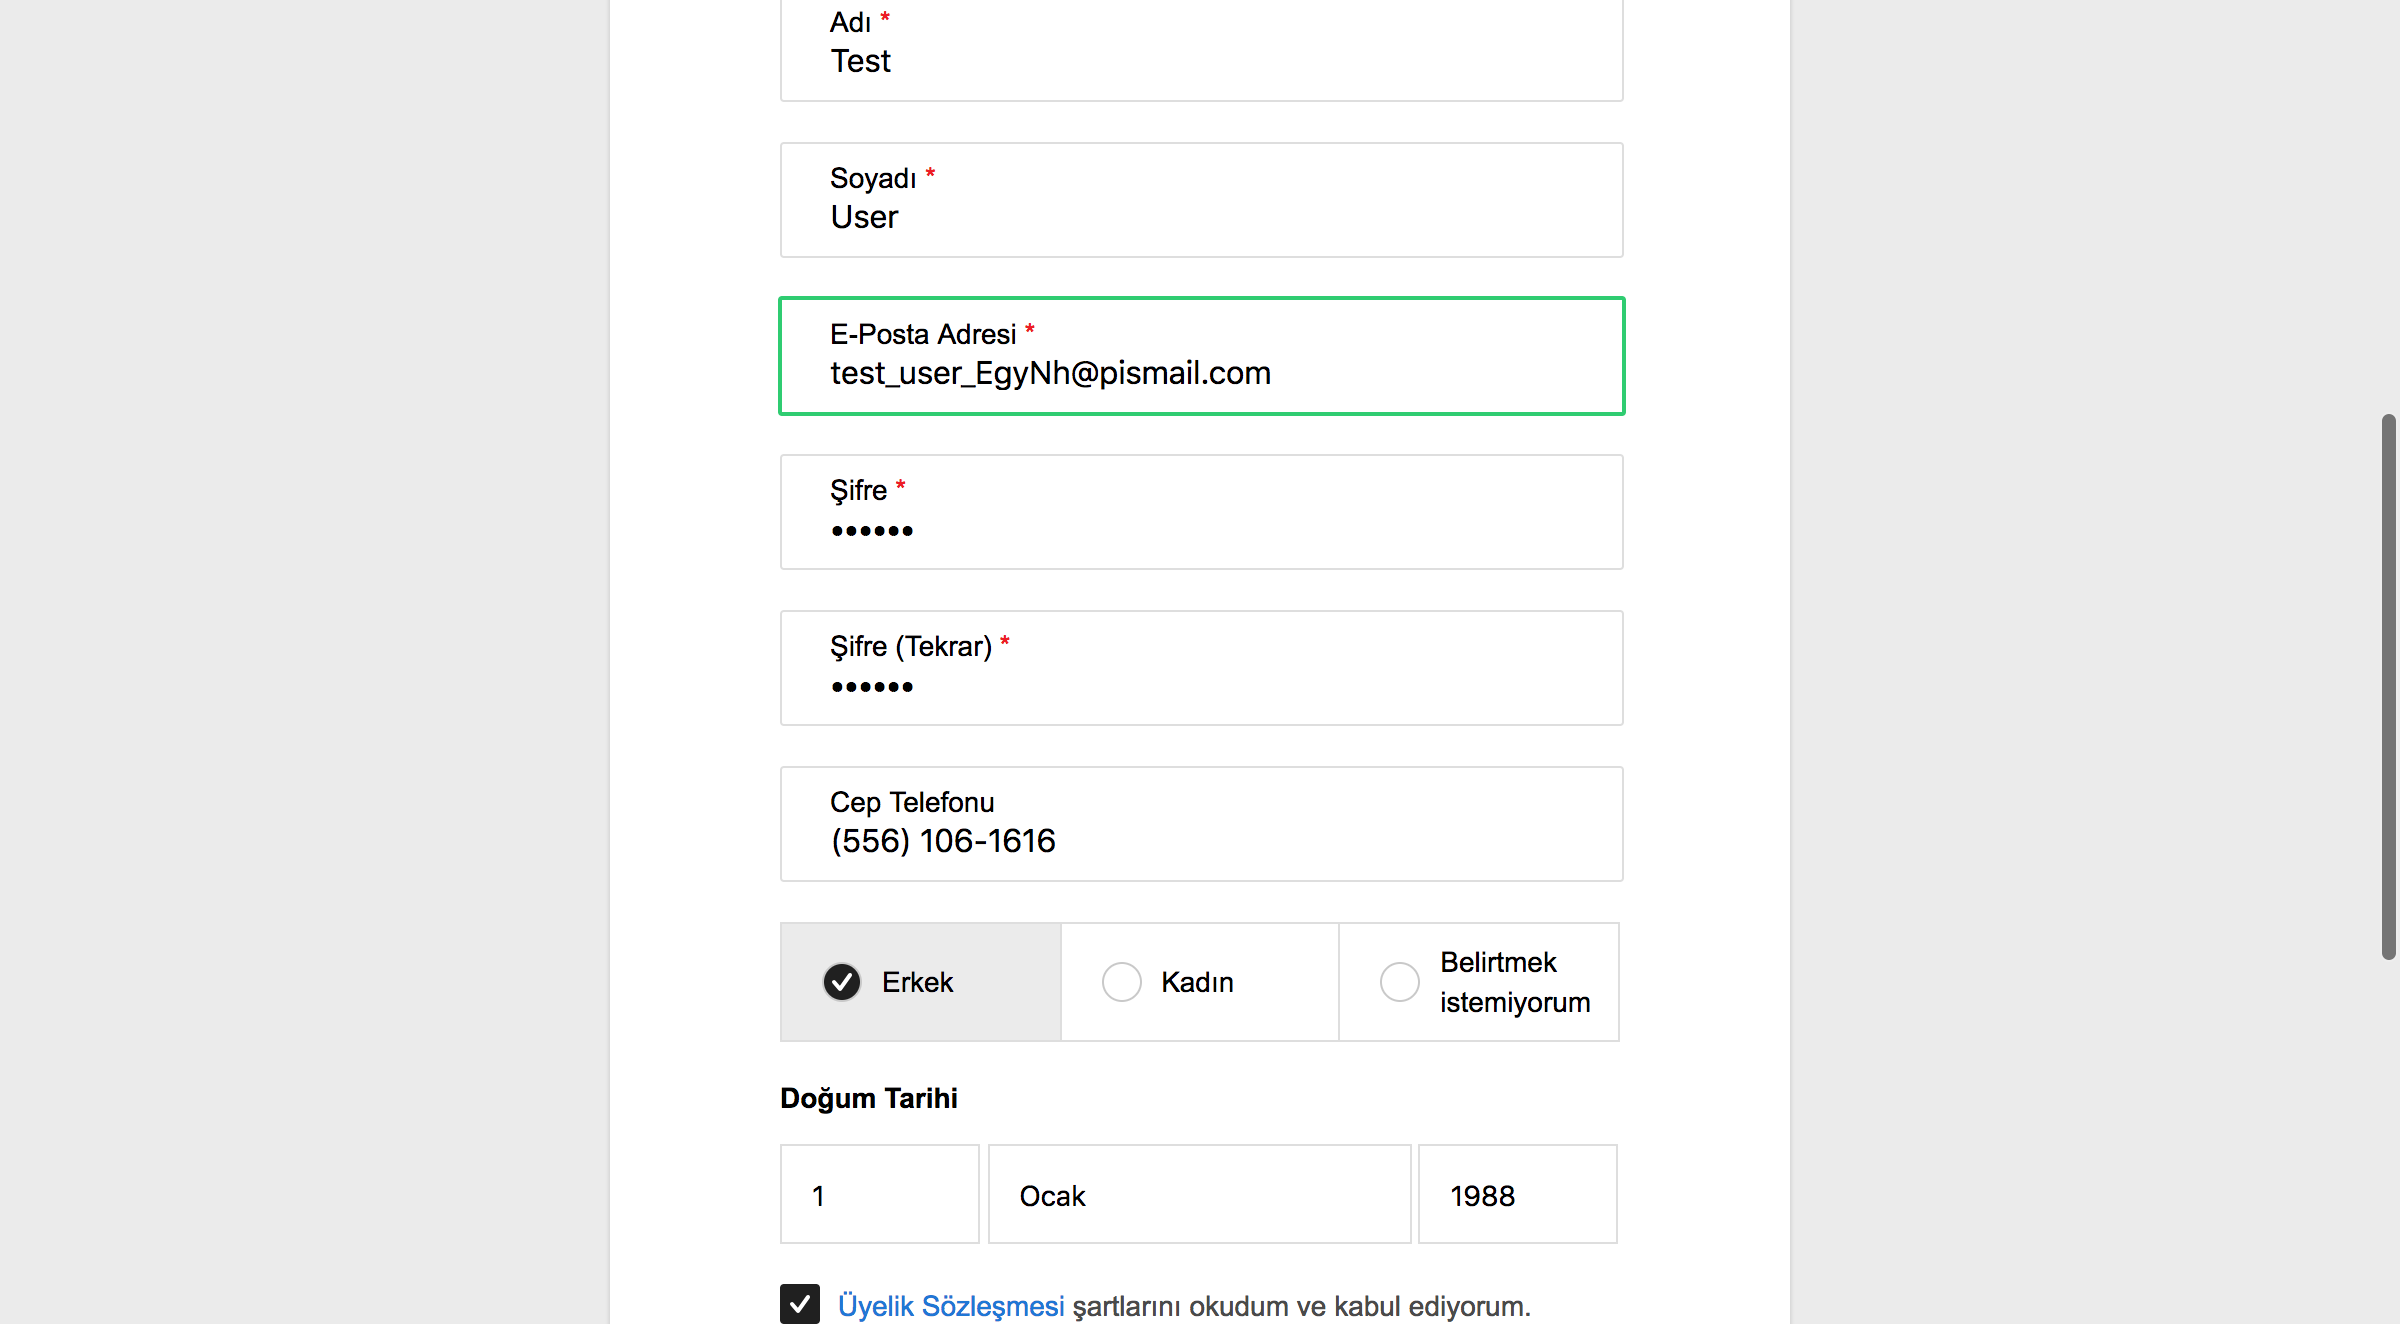 Adı *
Test
Soyadı *
User
E-Posta Adresi *
test_user_EgyNh@pismail.com
Şifre *
••••••
Şifre (Tekrar) *
••••••
Cep Telefonu
(556) 106-1616
Erkek
Kadın
Belirtmek
istemiyorum
Doğum Tarihi
1 Ocak 1988
Üyelik Sözleşmesi şartlarını okudum ve kabul ediyorum.